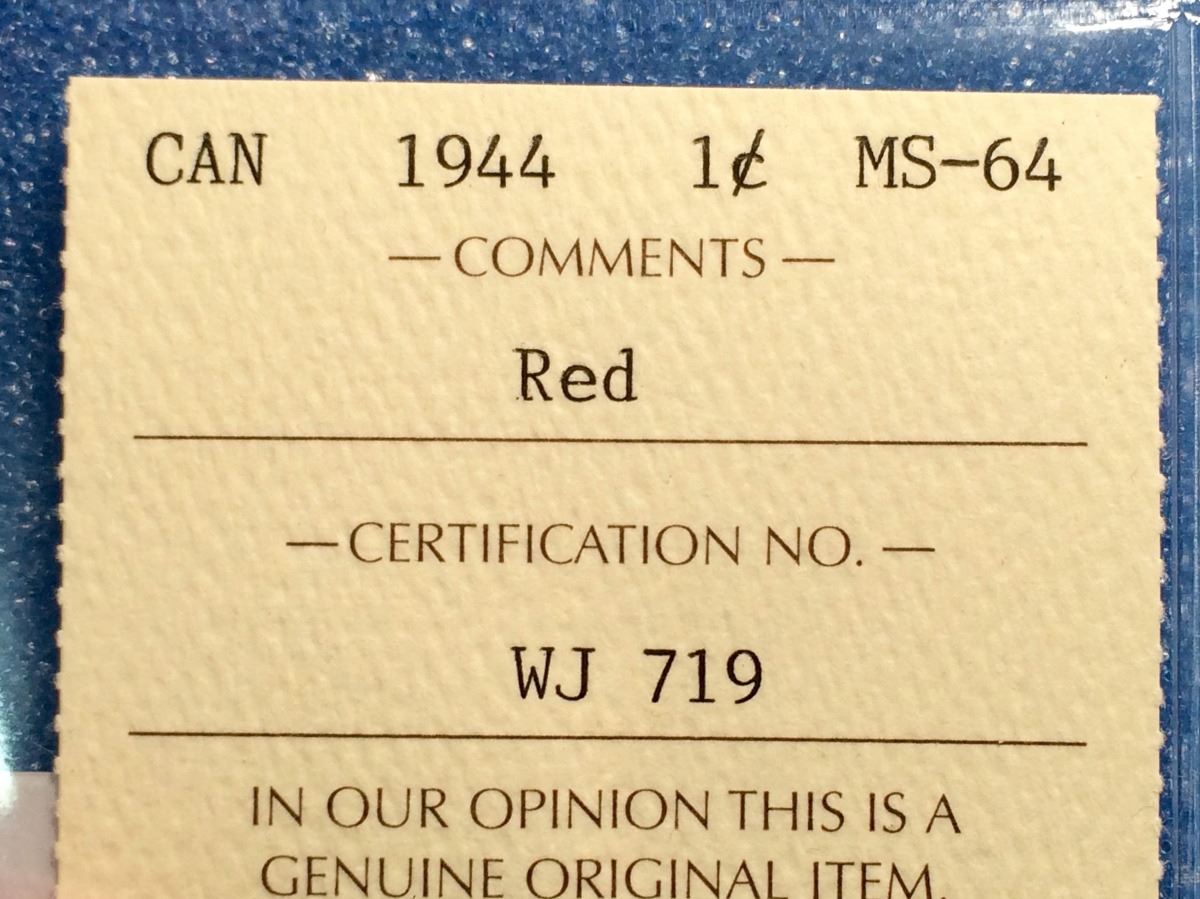 CAN 1944 1¢ MS-64
— COMMENTS —
Red
— CERTIFICATION NO. —
WJ 719
IN OUR OPINION THIS IS A
GENUINE ORIGINAL ITEM.